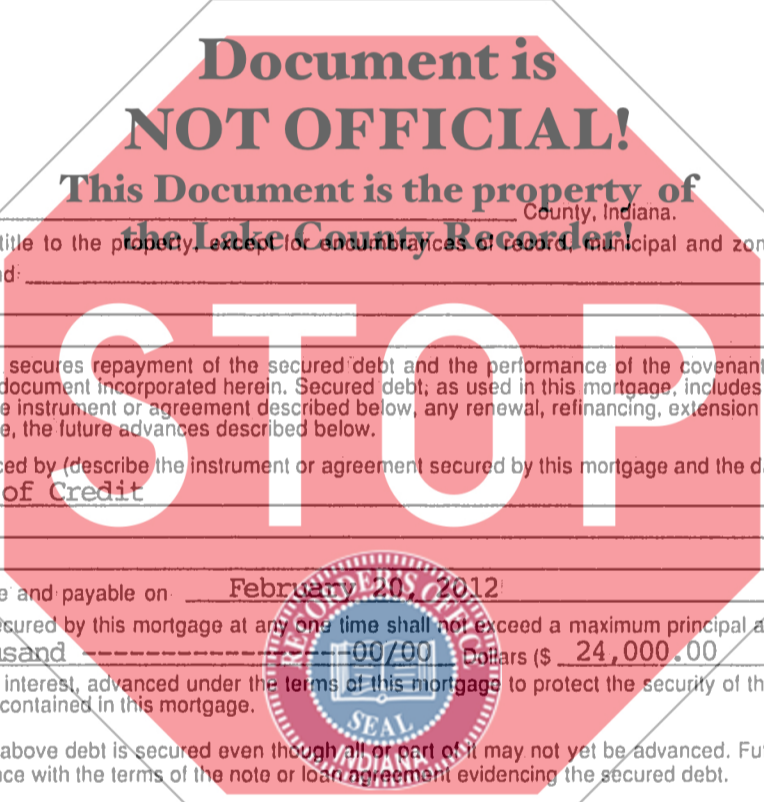 Document is
NOT OFFICIAL!
This Document is the property of
the Lake County Recorder!
County, Indiana.
title to the property, except for encumbrances of record, municipal and zon
d:
STOP
secures repayment of the secured debt and the performance of the covenant
document incorporated herein. Secured debt, as used in this mortgage, includes
e instrument or agreement described below, any renewal, refinancing, extension
e, the future advances described below.
ced by (describe the instrument or agreement secured by this mortgage and the d
of Credit
e and payable on February 20, 2012
cured by this mortgage at any one time shall not exceed a maximum principal a
usand -------------------- 00/00 Dollars ($ 24,000.00
interest, advanced under the terms of this mortgage to protect the security of th
contained in this mortgage.
RECORDER'S OFFICE
SEAL
INDIANA
above debt is secured even though all or part of it may not yet be advanced. Fu
ce with the terms of the note or loan agreement evidencing the secured debt.